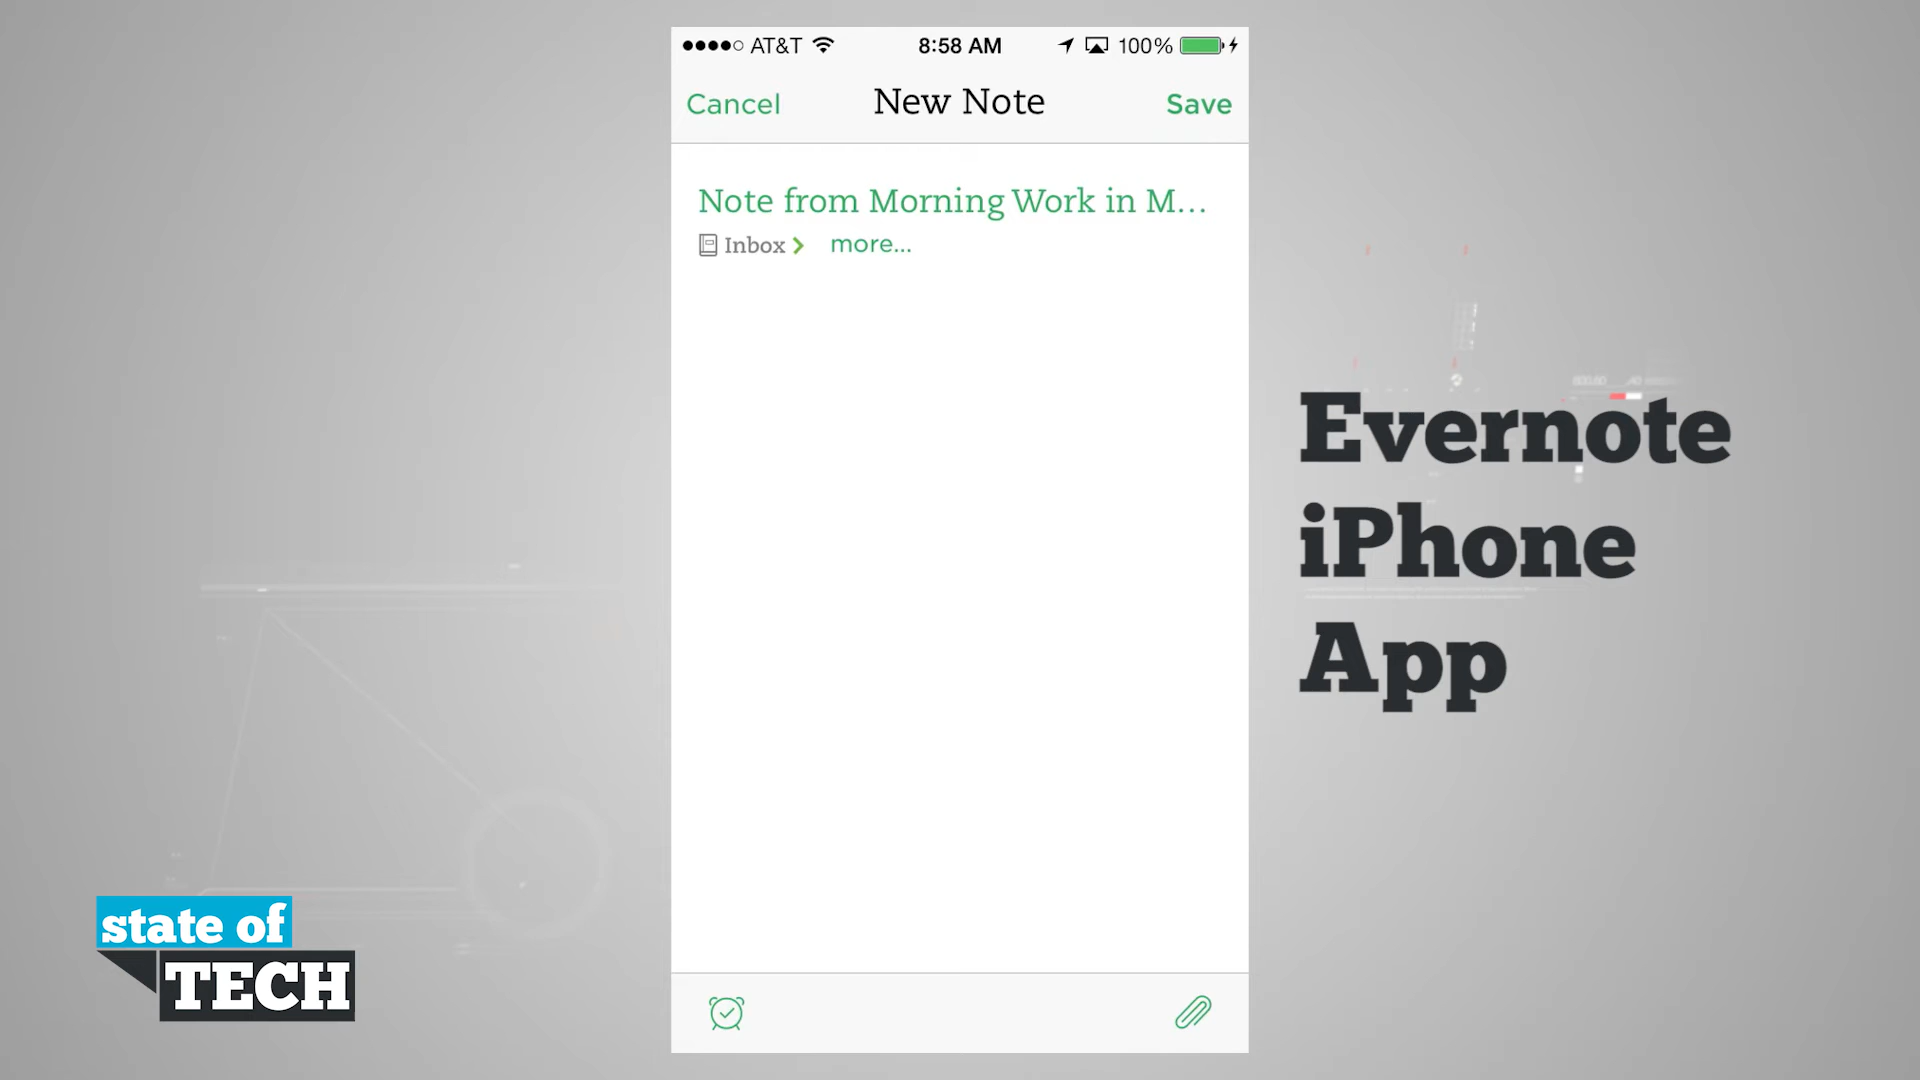 AT&T 8:58 AM 100%
Cancel New Note Save
Note from Morning Work in M...
Inbox more...
Evernote
iPhone
App
state of
TECH